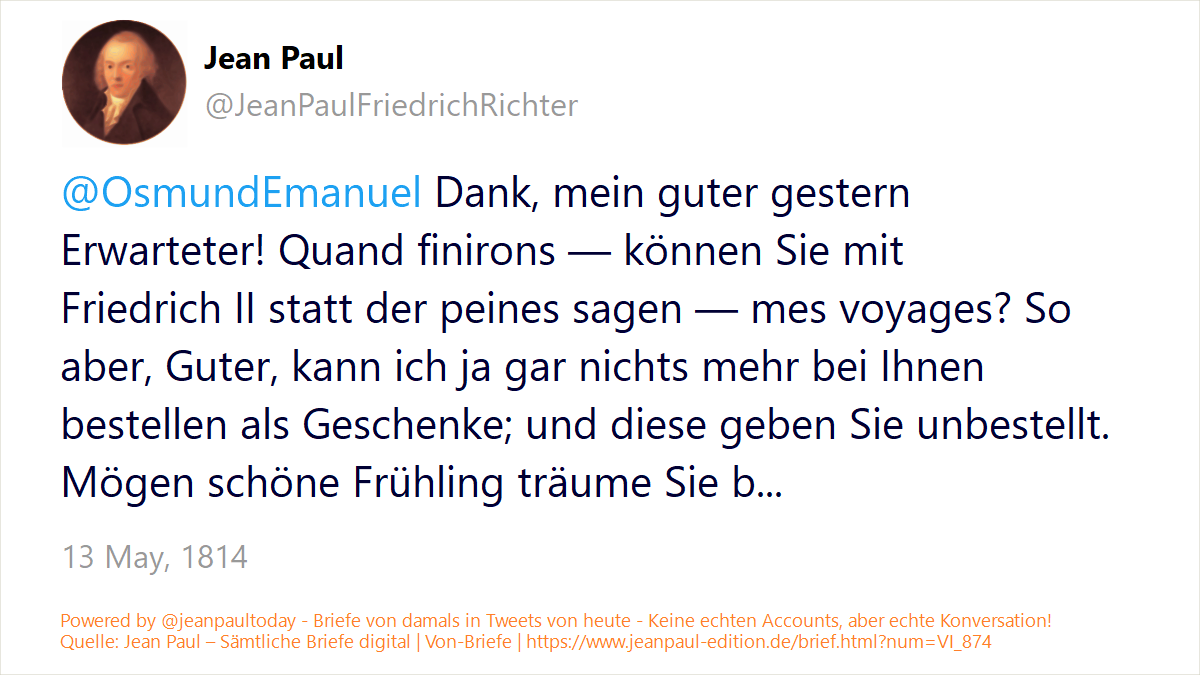 Jean Paul
@JeanPaulFriedrichRichter
@OsmundEmanuel Dank, mein guter gestern
Erwarteter! Quand finirons — können Sie mit
Friedrich II statt der peines sagen — mes voyages? So
aber, Guter, kann ich ja gar nichts mehr bei Ihnen
bestellen als Geschenke; und diese geben Sie unbestellt.
Mögen schöne Frühling träume Sie b...
13 May, 1814
Powered by @jeanpaultoday - Briefe von damals in Tweets von heute - Keine echten Accounts, aber echte Konversation!
Quelle: Jean Paul – Sämtliche Briefe digital | Von-Briefe | https://www.jeanpaul-edition.de/brief.html?num=VI_874